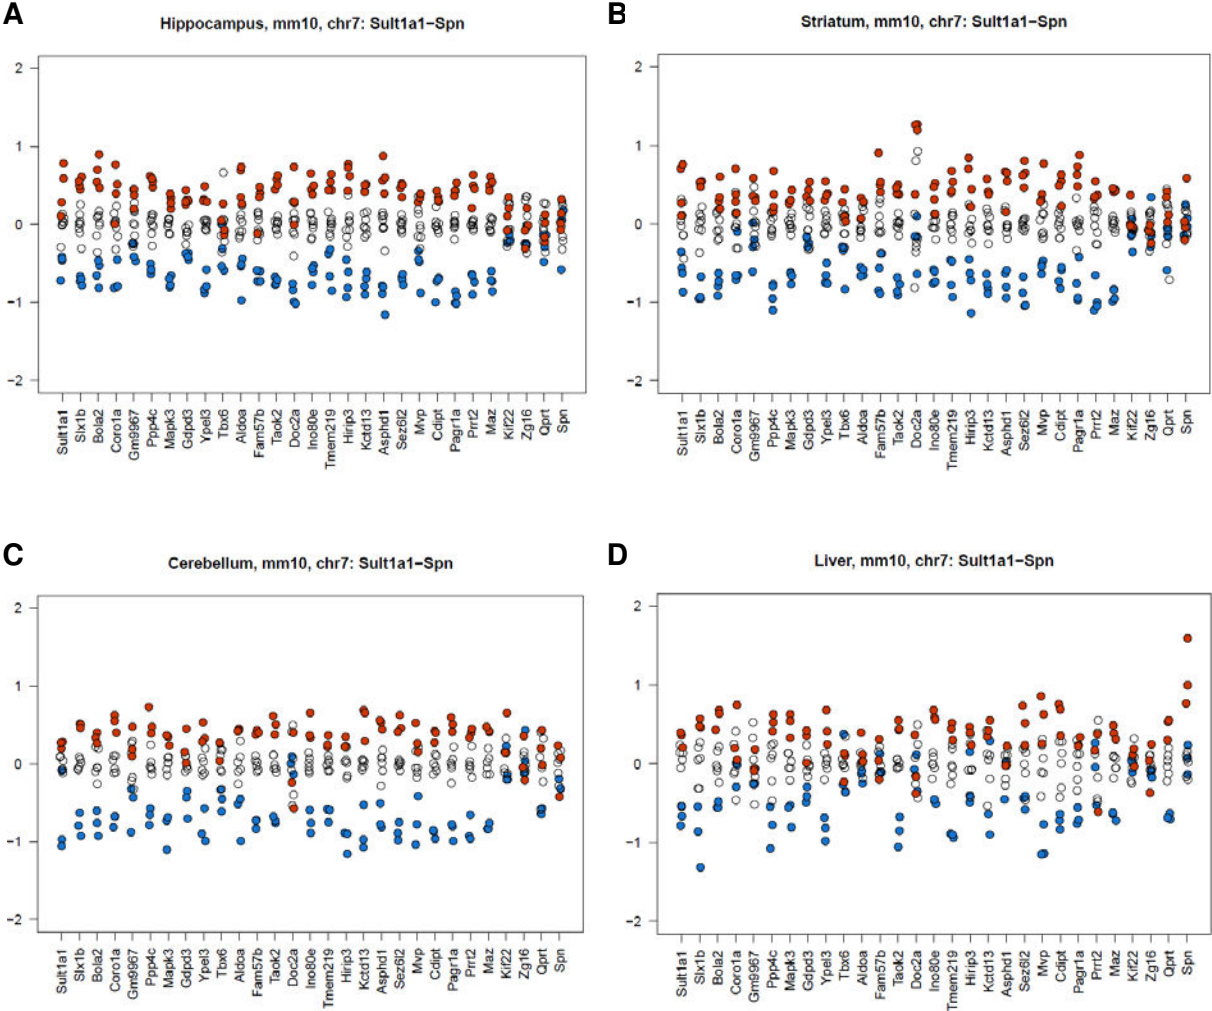 A
Hippocampus, mm10, chr7: Sult1a1−Spn
2
1
0
−1
−2
Sult1a1
Slx1b
Bola2
Coro1a
Gm9967
Ppp4c
Mapk3
Gdpd3
Ypel3
Tbx6
Aldoa
Fam57b
Taok2
Doc2a
Ino80e
Tmem219
Hirip3
Kctd13
Asphd1
Sez6l2
Mvp
Cdipt
Pagr1a
Prrt2
Maz
Kif22
Zg16
Qprt
Spn
B
Striatum, mm10, chr7: Sult1a1−Spn
2
1
0
−1
−2
Sult1a1
Slx1b
Bola2
Coro1a
Gm9967
Ppp4c
Mapk3
Gdpd3
Ypel3
Tbx6
Aldoa
Fam57b
Taok2
Doc2a
Ino80e
Tmem219
Hirip3
Kctd13
Asphd1
Sez6l2
Mvp
Cdipt
Pagr1a
Prrt2
Maz
Kif22
Zg16
Qprt
Spn
C
Cerebellum, mm10, chr7: Sult1a1−Spn
2
1
0
−1
−2
Sult1a1
Slx1b
Bola2
Coro1a
Gm9967
Ppp4c
Mapk3
Gdpd3
Ypel3
Tbx6
Aldoa
Fam57b
Taok2
Doc2a
Ino80e
Tmem219
Hirip3
Kctd13
Asphd1
Sez6l2
Mvp
Cdipt
Pagr1a
Prrt2
Maz
Kif22
Zg16
Qprt
Spn
D
Liver, mm10, chr7: Sult1a1−Spn
2
1
0
−1
−2
Sult1a1
Slx1b
Bola2
Coro1a
Gm9967
Ppp4c
Mapk3
Gdpd3
Ypel3
Tbx6
Aldoa
Fam57b
Taok2
Doc2a
Ino80e
Tmem219
Hirip3
Kctd13
Asphd1
Sez6l2
Mvp
Cdipt
Pagr1a
Prrt2
Maz
Kif22
Zg16
Qprt
Spn